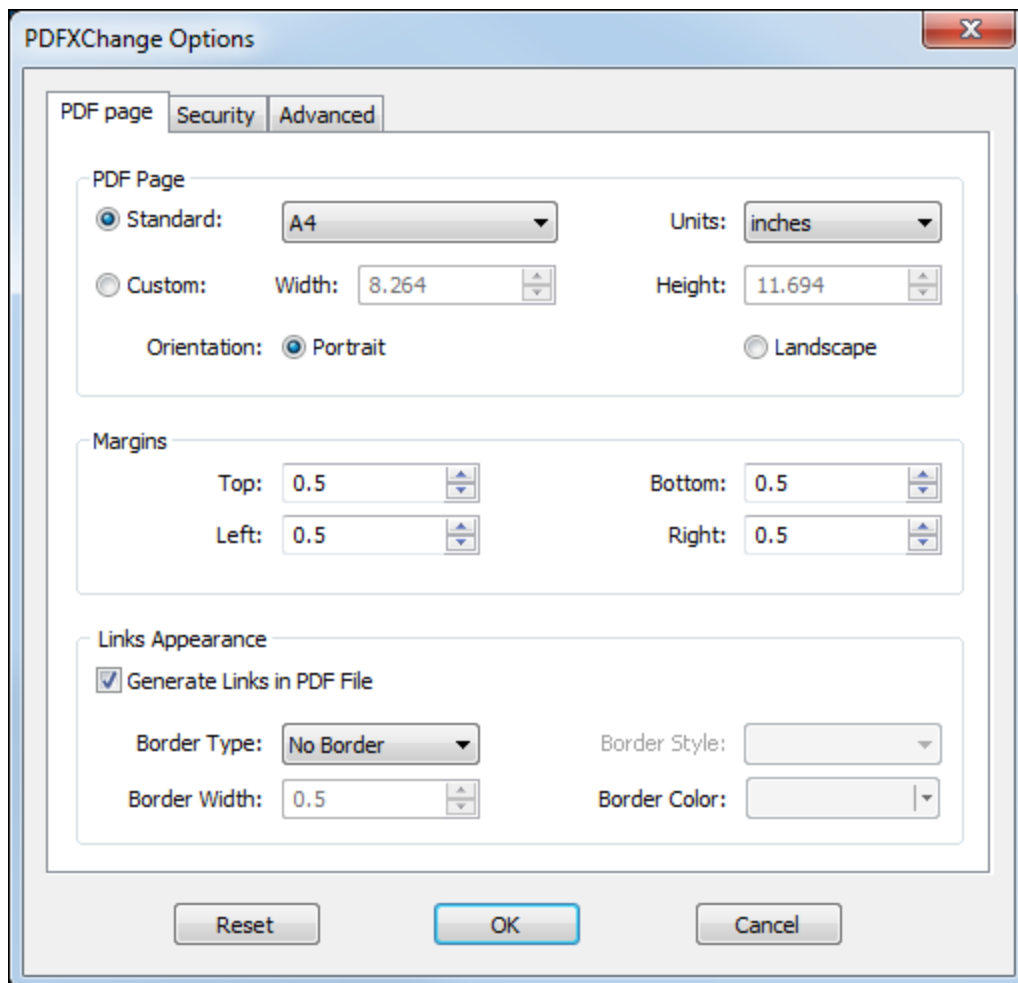 PDFXChange Options
PDF page Security Advanced
PDF Page
Standard: A4 Units: inches
Custom: Width: 8.264 Height: 11.694
Orientation: Portrait Landscape
Margins
Top: 0.5 Bottom: 0.5
Left: 0.5 Right: 0.5
Links Appearance
Generate Links in PDF File
Border Type: No Border Border Style:
Border Width: 0.5 Border Color:
Reset OK Cancel